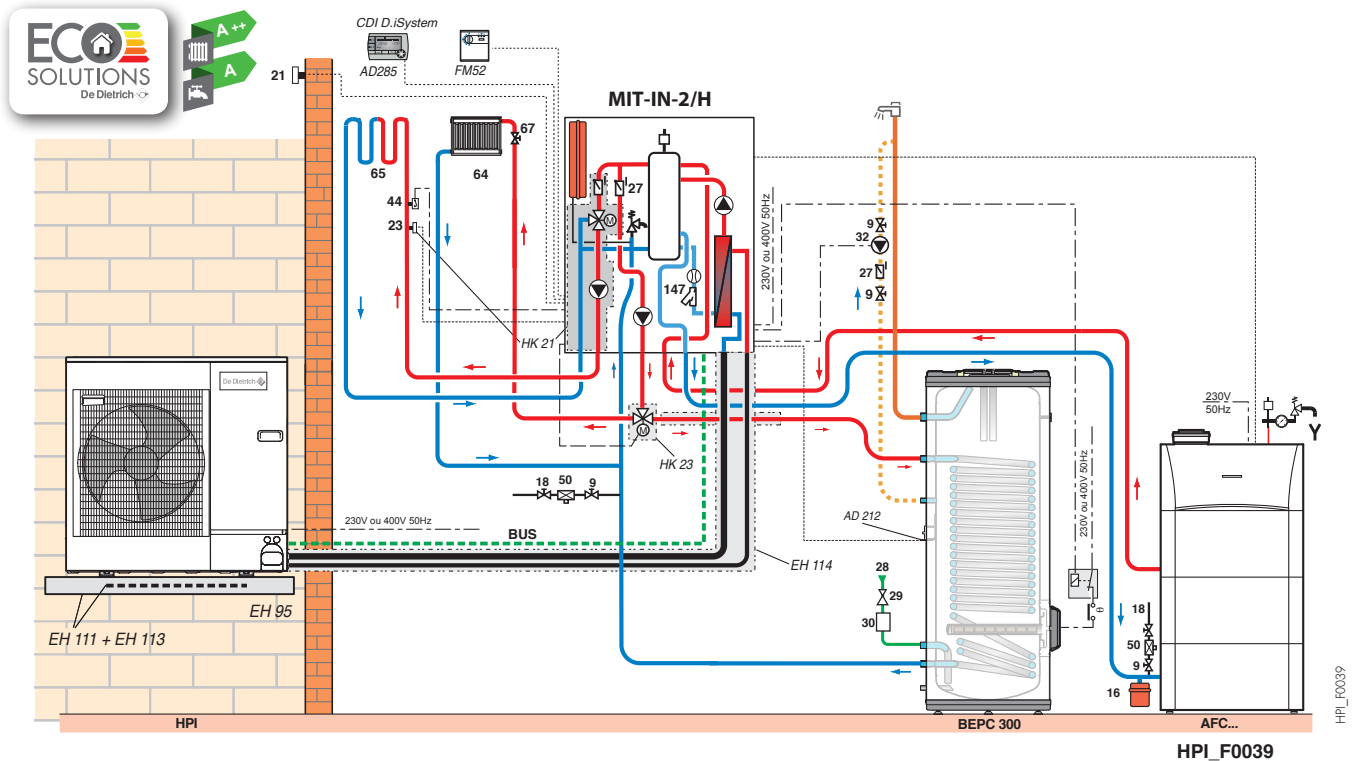 ECO
SOLUTIONS
De Dietrich
A++
A
CDI D.iSystem
AD285
FM52
21
MIT-IN-2/H
67
65
64
44
23
27
M
147
HK 21
230V ou 400V 50Hz
9
32
27
9
M
HK 23
18 50 9
De Dietrich
230V ou 400V 50Hz
BUS
EH 114
EH 95
EH 111 + EH 113
AD 212
28
29
30
230V ou 400V 50Hz
θ
230V
50Hz
Y
18
50
9
16
HPI
BEPC 300
AFC...
HPI_F0039
HPI_F0039